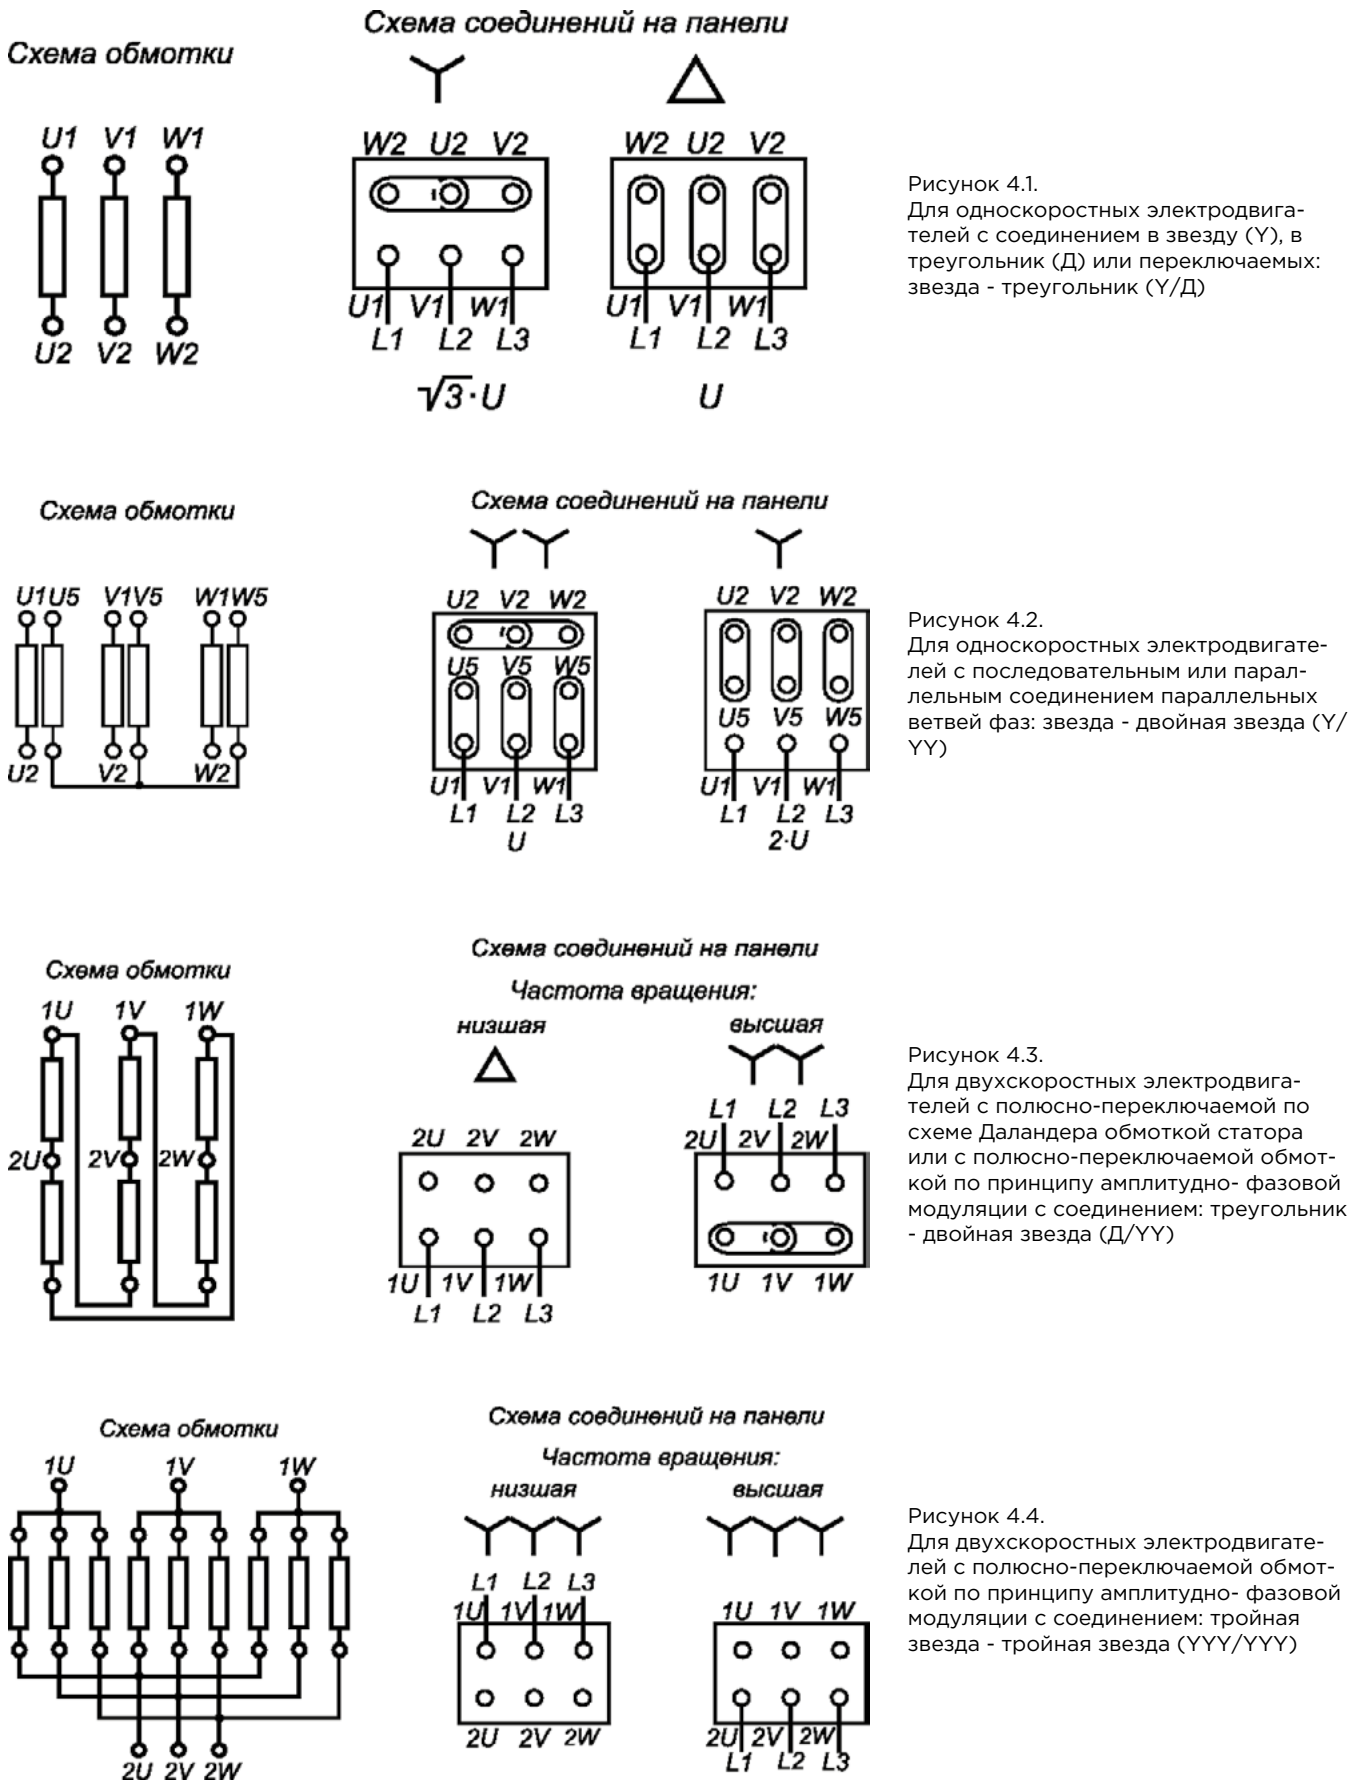 Схема соединений на панели
Схема обмотки
U1 V1 W1
U2 V2 W2
W2 U2 V2
U1 V1 W1
L1 L2 L3
√3·U
W2 U2 V2
U1 V1 W1
L1 L2 L3
U
Рисунок 4.1.
Для односкоростных электродвига-
телей с соединением в звезду (Y), в
треугольник (Д) или переключаемых:
звезда - треугольник (Y/Д)
Схема обмотки
U1U5 V1V5 W1W5
U2 V2 W2
Схема соединений на панели
U2 V2 W2
U5 V5 W5
U1 V1 W1
L1 L2 L3
U
U2 V2 W2
U5 V5 W5
U1 V1 W1
L1 L2 L3
2·U
Рисунок 4.2.
Для односкоростных электродвигате-
лей с последовательным или парал-
лельным соединением параллельных
ветвей фаз: звезда - двойная звезда (Y/
YY)
Схема обмотки
1U 1V 1W
2U 2V 2W
Схема соединений на панели
Частота вращения:
низшая
2U 2V 2W
1U 1V 1W
L1 L2 L3
высшая
L1 L2 L3
2U 2V 2W
1U 1V 1W
Рисунок 4.3.
Для двухскоростных электродвига-
телей с полюсно-переключаемой по
схеме Даландера обмоткой статора
или с полюсно-переключаемой обмот-
кой по принципу амплитудно- фазовой
модуляции с соединением: треугольник
- двойная звезда (Д/YY)
Схема обмотки
1U 1V 1W
2U 2V 2W
Схема соединений на панели
Частота вращения:
низшая
L1 L2 L3
1U 1V 1W
2U 2V 2W
высшая
1U 1V 1W
2U 2V 2W
L1 L2 L3
Рисунок 4.4.
Для двухскоростных электродвигате-
лей с полюсно-переключаемой обмот-
кой по принципу амплитудно- фазовой
модуляции с соединением: тройная
звезда - тройная звезда (YYY/YYY)